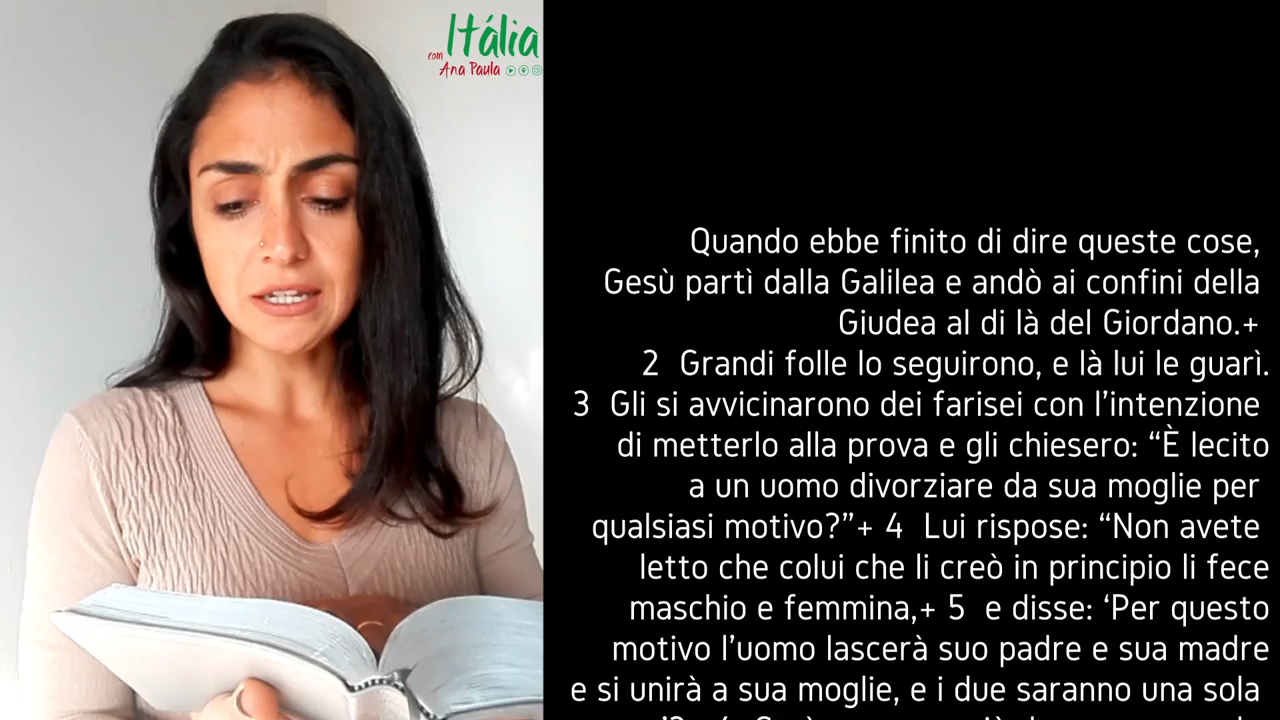 Itália
com
Ana Paula
Quando ebbe finito di dire queste cose,
Gesù partì dalla Galilea e andò ai confini della
Giudea al di là del Giordano.+
2 Grandi folle lo seguirono, e là lui le guarì.
3 Gli si avvicinarono dei farisei con l’intenzione
di metterlo alla prova e gli chiesero: “È lecito
a un uomo divorziare da sua moglie per
qualsiasi motivo?”+ 4 Lui rispose: “Non avete
letto che colui che li creò in principio li fece
maschio e femmina,+ 5 e disse: ‘Per questo
motivo l’uomo lascerà suo padre e sua madre
e si unirà a sua moglie, e i due saranno una sola